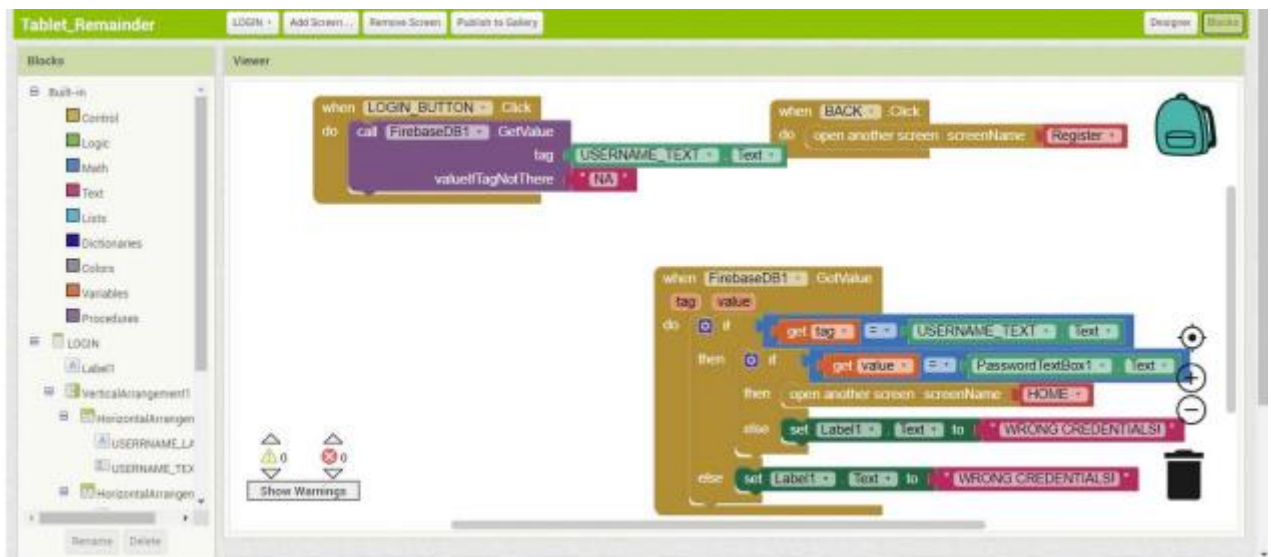 Tablet_Remainder LOGIN Add Screen... Remove Screen Publish to Gallery Designer Blocks
Blocks Viewer
Built-in
Control
Logic
Math
Text
Lists
Dictionaries
Colors
Variables
Procedures
LOGIN
Label1
VerticalArrangement1
HorizontalArrangen
USERRNAME_LA
USERNAME_TEX
HorizontalArrangen
Rename Delete
when LOGIN_BUTTON .Click
do call FirebaseDB1 .GetValue
tag USERNAME_TEXT . Text
valueIfTagNotThere " NA "
when BACK .Click
do open another screen screenName Register
when FirebaseDB1 .GotValue
tag value
do if get tag = USERNAME_TEXT . Text
then if get value = PasswordTextBox1 . Text
then open another screen screenName HOME
else set Label1 . Text to " WRONG CREDENTIALS! "
else set Label1 . Text to " WRONG CREDENTIALS! "
0 0
Show Warnings